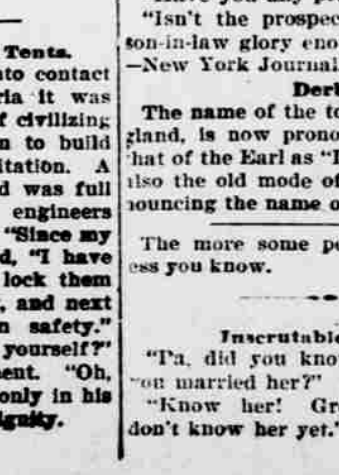 Tents.
nto contact
ria it was
f civilizing
n to build
itation. A
d was full
engineers
"Since my
d, "I have
lock them
, and next
n safety."
yourself?"
ent. "Oh,
only in his
ignity.
"Isn't the prospec
son-in-law glory eno
—New York Journal
Derb
The name of the to
gland, is now prono
hat of the Earl as "I
also the old mode of
nouncing the name o
The more some pe
ess you know.
Inscrutable
"Pa, did you kno
you married her?"
"Know her! Gr
don't know her yet."